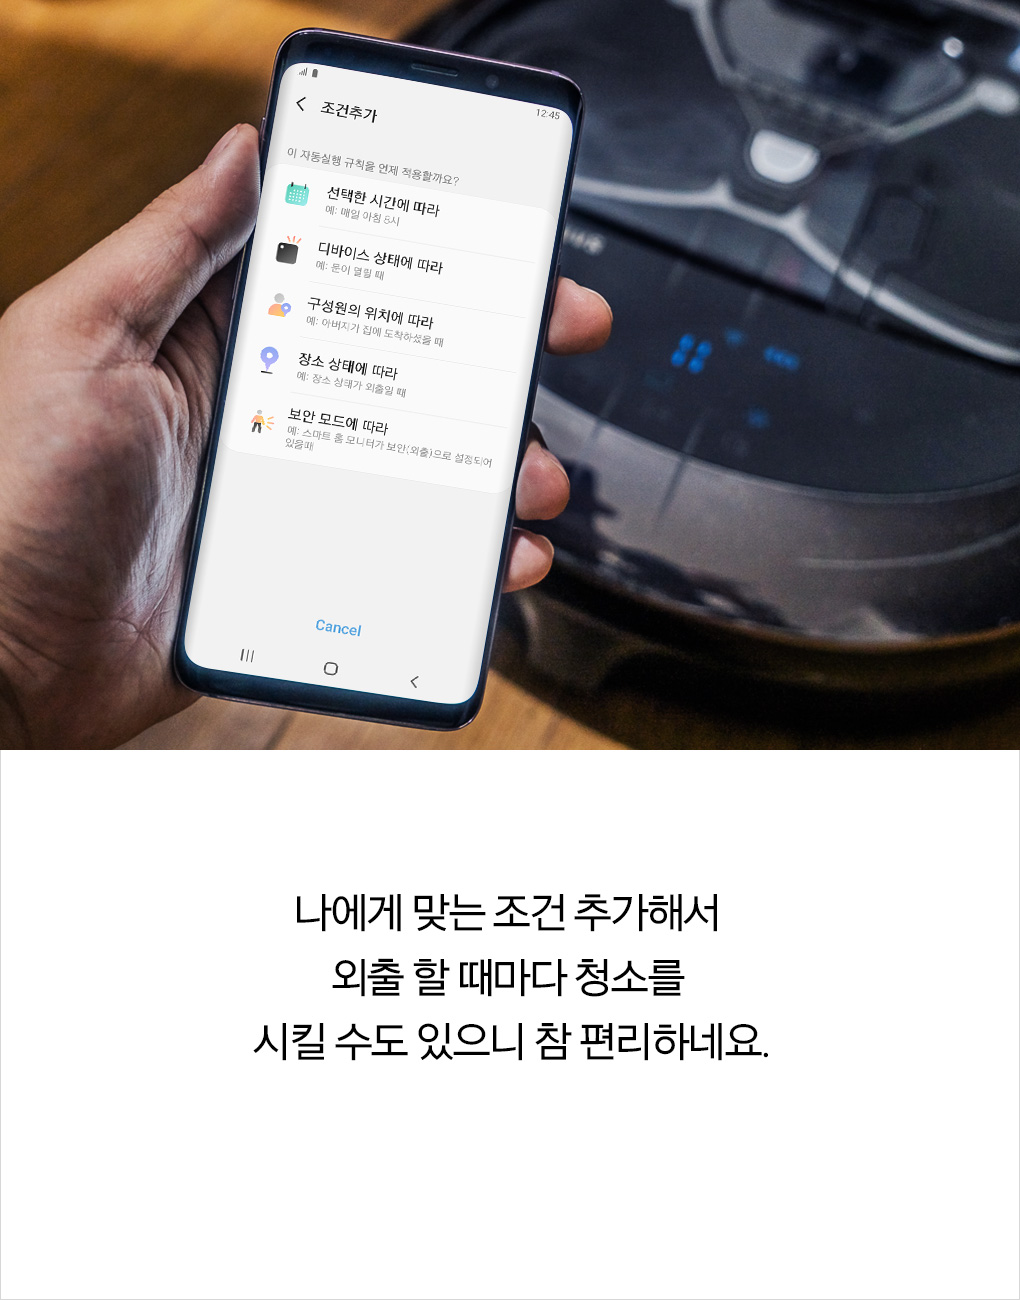 12:45
조건추가
이 자동실행 규칙을 언제 적용할까요?
선택한 시간에 따라
예: 매일 아침 8시
디바이스 상태에 따라
예: 문이 열릴 때
구성원의 위치에 따라
예: 아버지가 집에 도착하셨을 때
장소 상태에 따라
예: 장소 상태가 외출일 때
보안 모드에 따라
예: 스마트 홈 모니터가 보안(외출)으로 설정되어
있을때
Cancel
나에게 맞는 조건 추가해서
외출 할 때마다 청소를
시킬 수도 있으니 참 편리하네요.